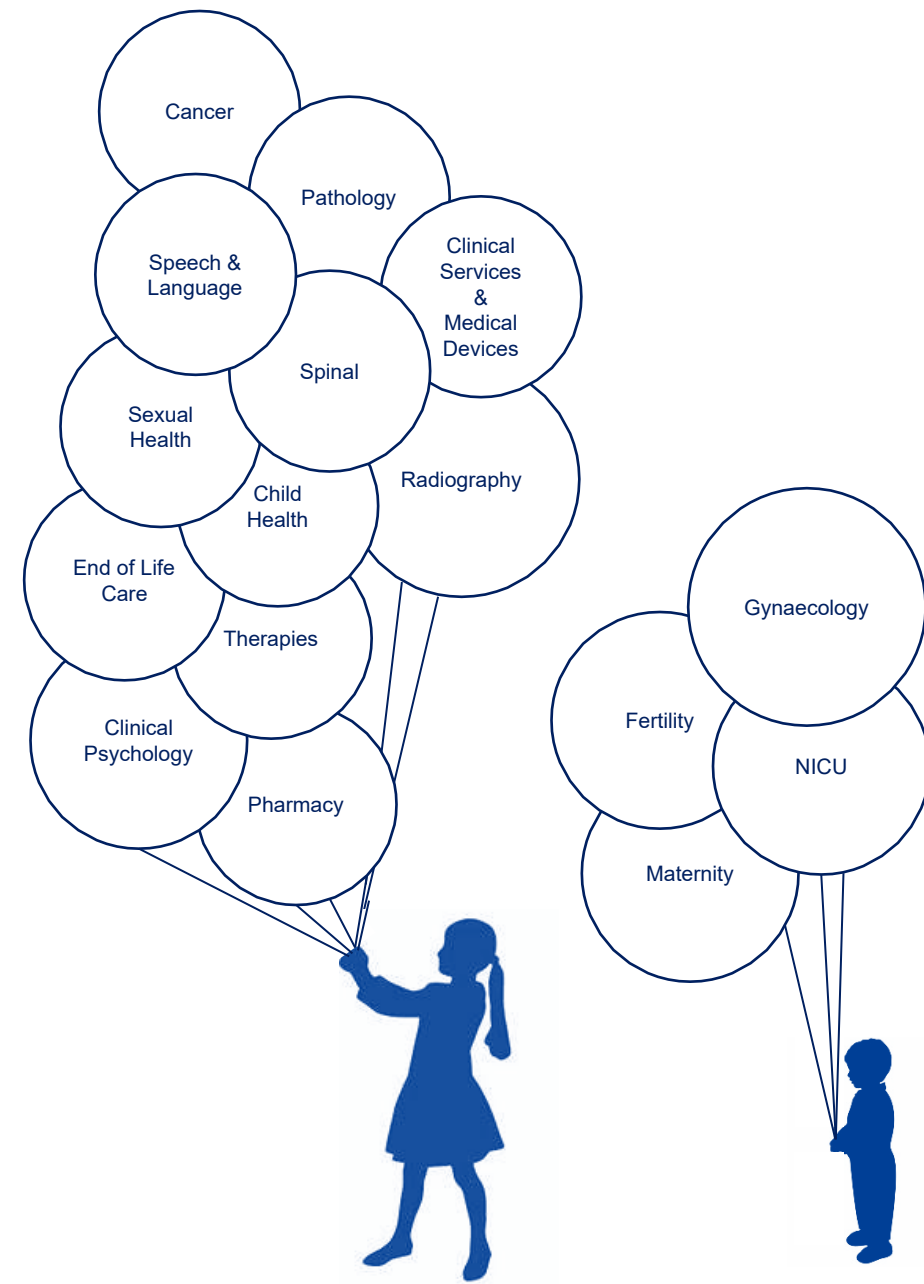 Cancer
Pathology
Speech &
Language
Clinical
Services
&
Medical
Devices
Spinal
Sexual
Health
Radiography
Child
Health
End of Life
Care
Therapies
Clinical
Psychology
Pharmacy
Gynaecology
Fertility
NICU
Maternity